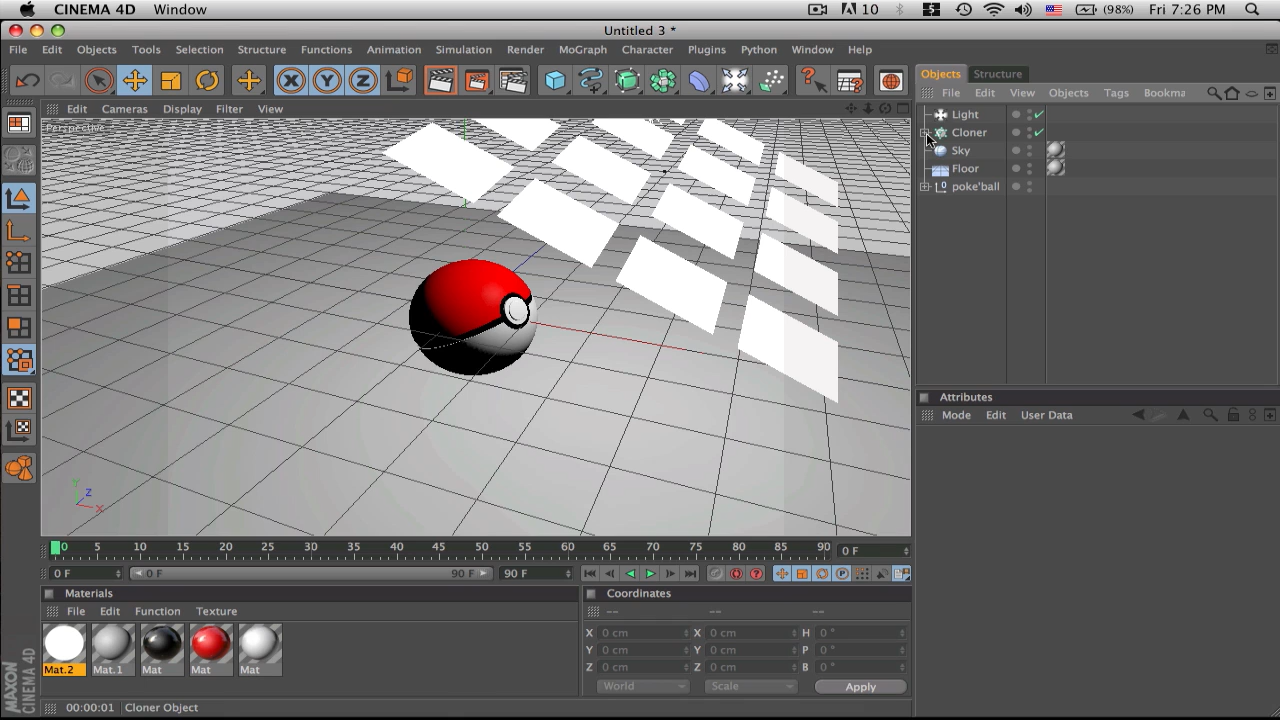 CINEMA 4D Window 10 (98%) Fri 7:26 PM
Untitled 3 *
File Edit Objects Tools Selection Structure Functions Animation Simulation Render MoGraph Character Plugins Python Window Help
X Y Z
Objects Structure
File Edit View Objects Tags Bookma
Edit Cameras Display Filter View
Perspective
Light
Cloner
Sky
Floor
0 poke'ball
Attributes
Mode Edit User Data
Y Z X
0 5 10 15 20 25 30 35 40 45 50 55 60 65 70 75 80 85 90 0 F
0 F 0 F 90 F 90 F
Materials
File Edit Function Texture
Mat.2 Mat.1 Mat Mat Mat
Coordinates
-- -- --
X 0 cm X 0 cm H 0 °
Y 0 cm Y 0 cm P 0 °
Z 0 cm Z 0 cm B 0 °
World Scale Apply
MAXON
CINEMA 4D
00:00:01 Cloner Object